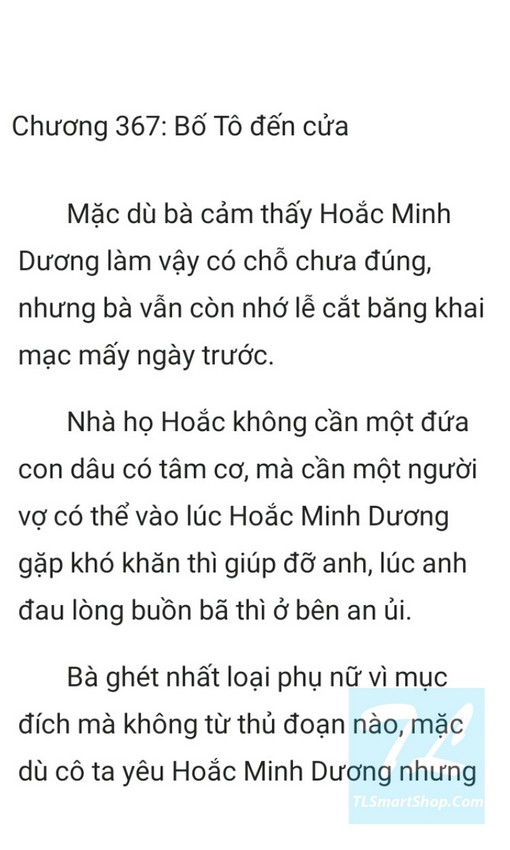 Chương 367: Bố Tô đến cửa
Mặc dù bà cảm thấy Hoắc Minh
Dương làm vậy có chỗ chưa đúng,
nhưng bà vẫn còn nhớ lễ cắt băng khai
mạc mấy ngày trước.
Nhà họ Hoắc không cần một đứa
con dâu có tâm cơ, mà cần một người
vợ có thể vào lúc Hoắc Minh Dương
gặp khó khăn thì giúp đỡ anh, lúc anh
đau lòng buồn bã thì ở bên an ủi.
Bà ghét nhất loại phụ nữ vì mục
đích mà không từ thủ đoạn nào, mặc
dù cô ta yêu Hoắc Minh Dương nhưng
TL
TLSmartShop.Com